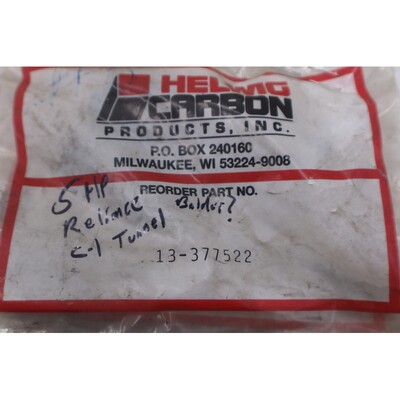 HELWIG
CARBON
PRODUCTS, INC.
P.O. BOX 240160
MILWAUKEE, WI 53224-9008
REORDER PART NO.
5 HP
Reliance Baldor?
C-1 Tunnel
13-377522